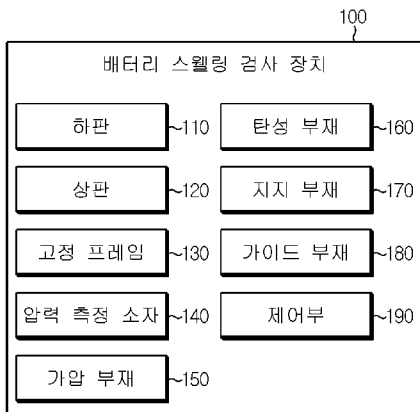 100
배터리 스웰링 검사 장치
하판 110
탄성 부재 160
상판 120
지지 부재 170
고정 프레임 130
가이드 부재 180
압력 측정 소자 140
제어부 190
가압 부재 150